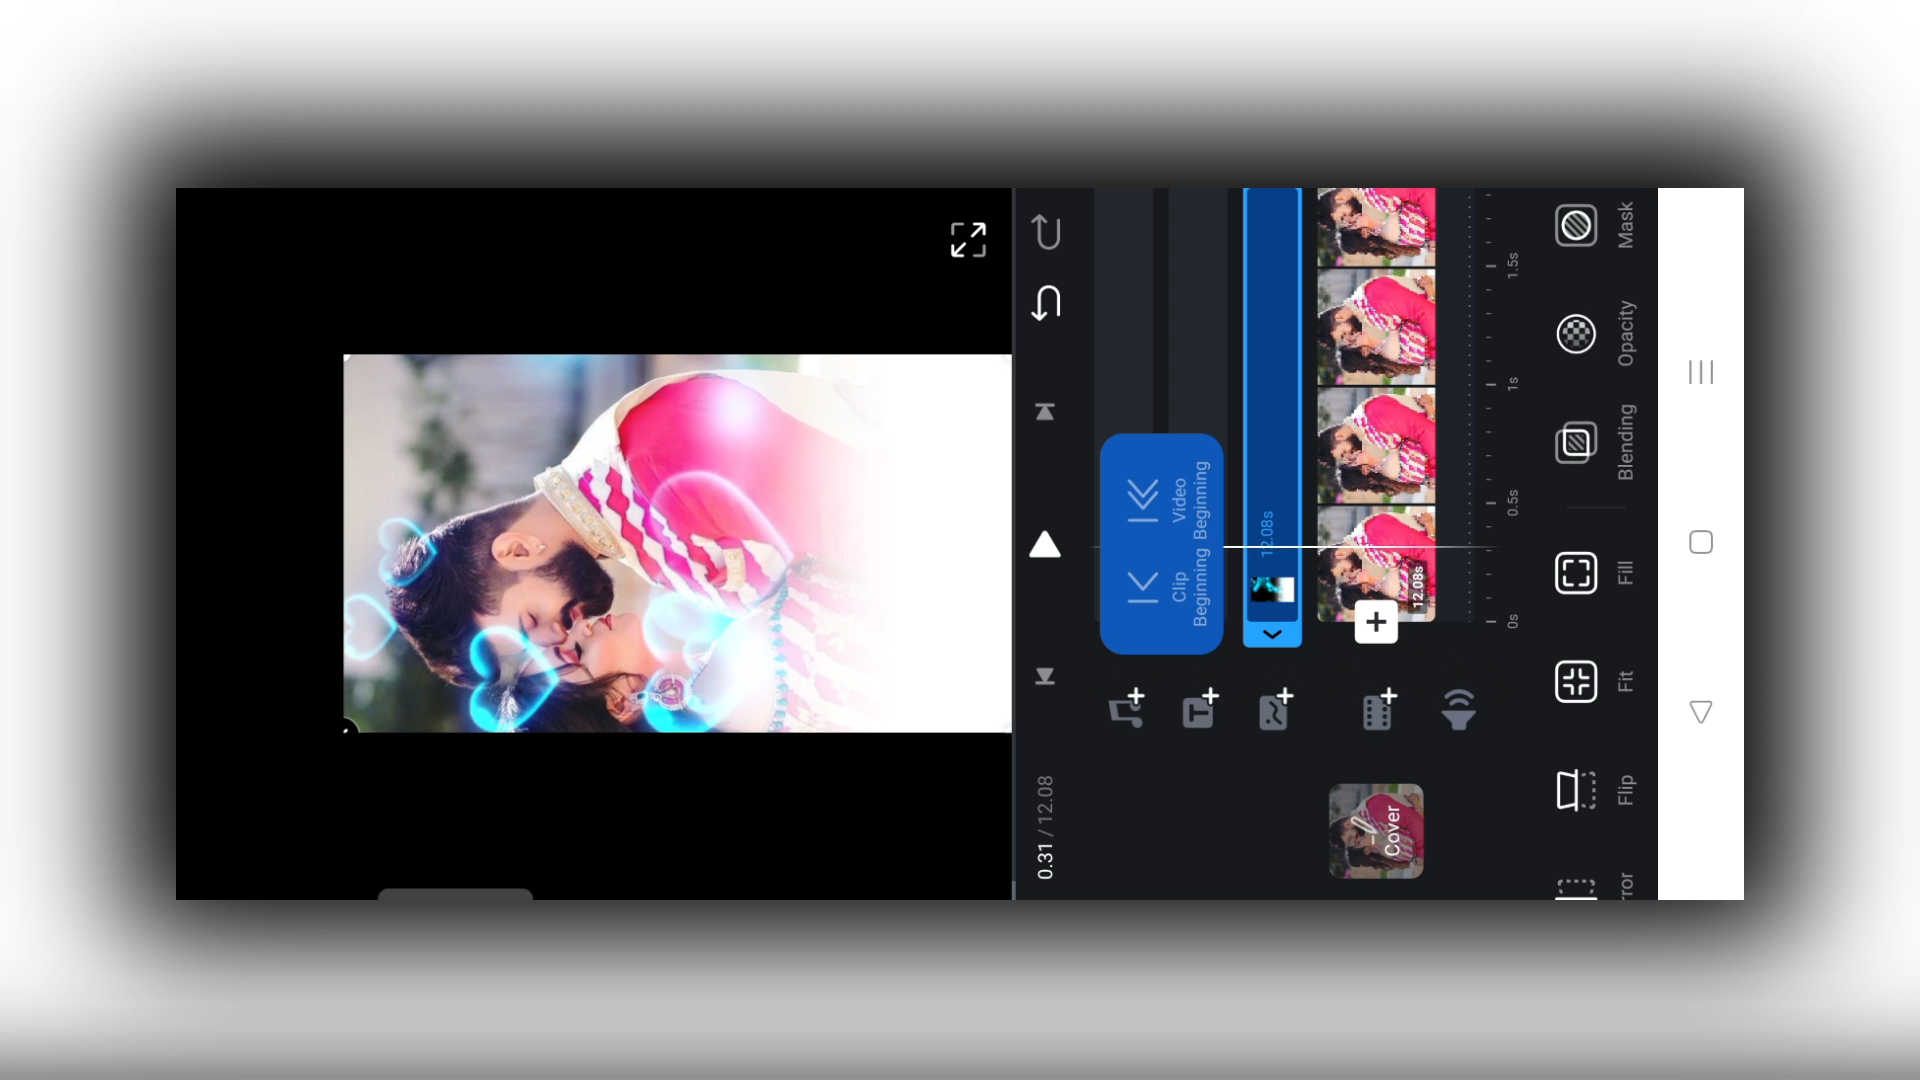 Video
Beginning
Clip
Beginning
12.08s
12.08s
0s
0.5s
1s
1.5s
0.31 / 12.08
Cover
rror
Flip
Fit
Fill
Blending
Opacity
Mask